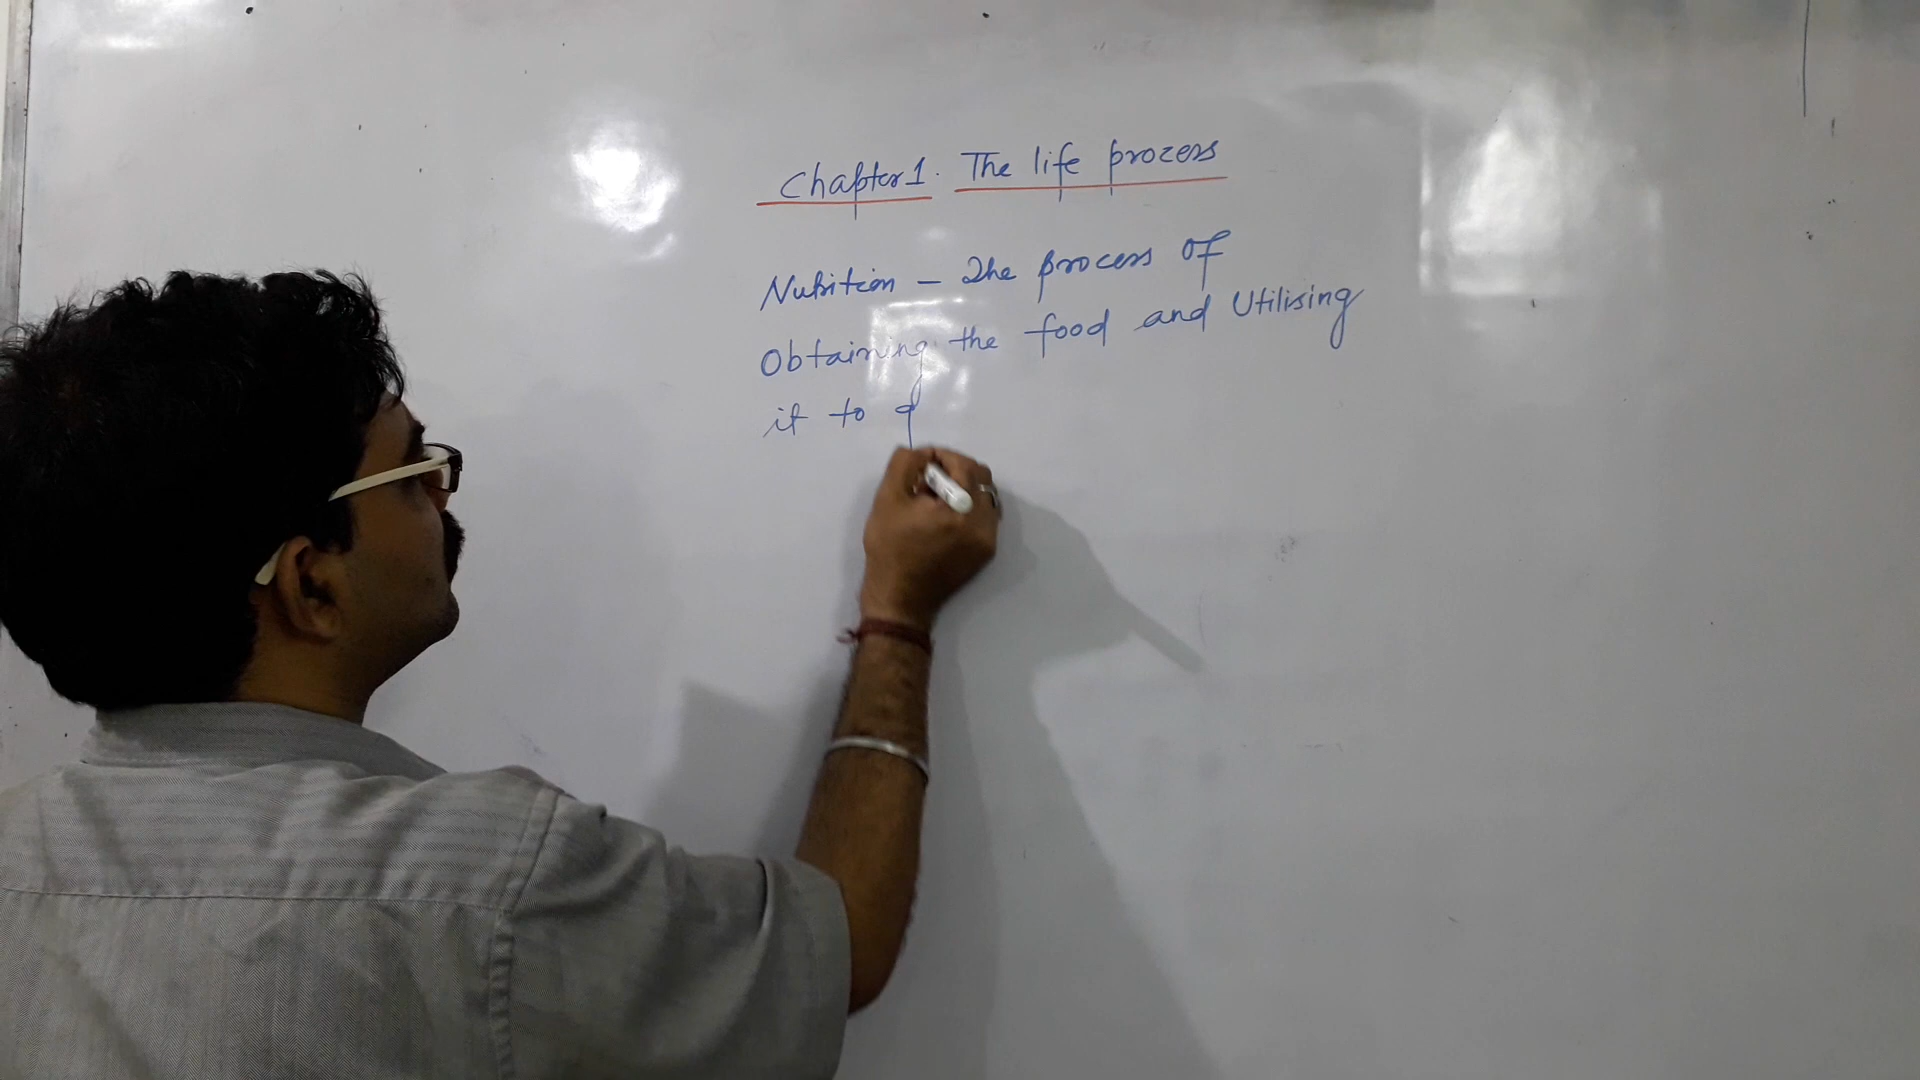 Chapter 1. The life process
Nutrition – The process of
Obtaining the food and Utilising
it to g